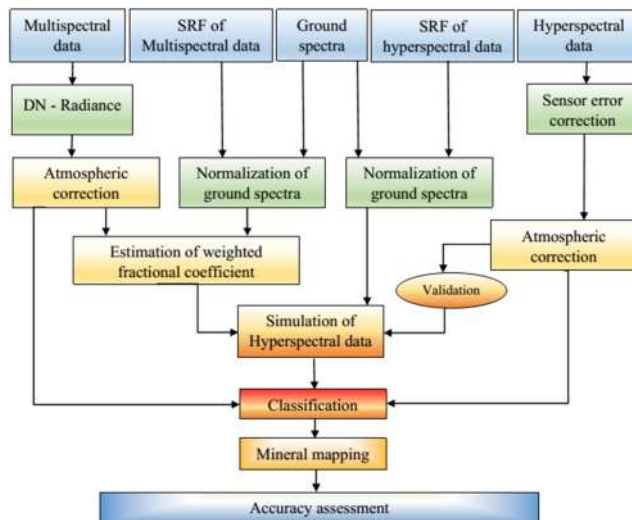 Multispectral
data
SRF of
Multispectral data
Ground
spectra
SRF of
hyperspectral data
Hyperspectral
data
DN - Radiance
Sensor error
correction
Atmospheric
correction
Normalization of
ground spectra
Normalization of
ground spectra
Estimation of weighted
fractional coefficient
Atmospheric
correction
Validation
Simulation of
Hyperspectral data
Classification
Mineral mapping
Accuracy assessment